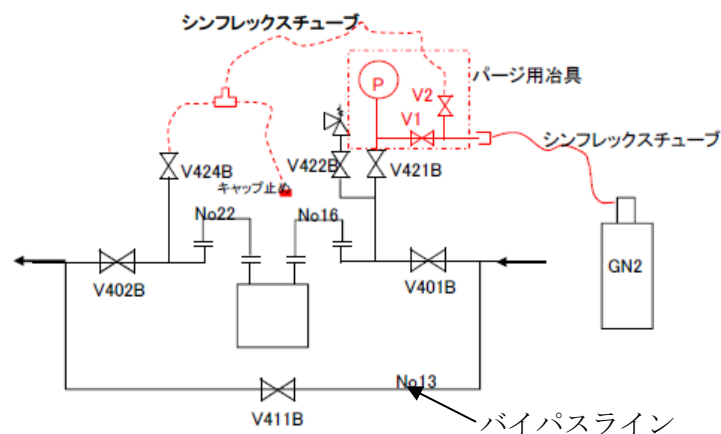 シンフレックスチューブ
パージ用冶具
P
V2
V1
シンフレックスチューブ
V422B
V421B
V424B
キャップ止め
No22
No16
GN2
V402B
V401B
No13
V411B
バイパスライン